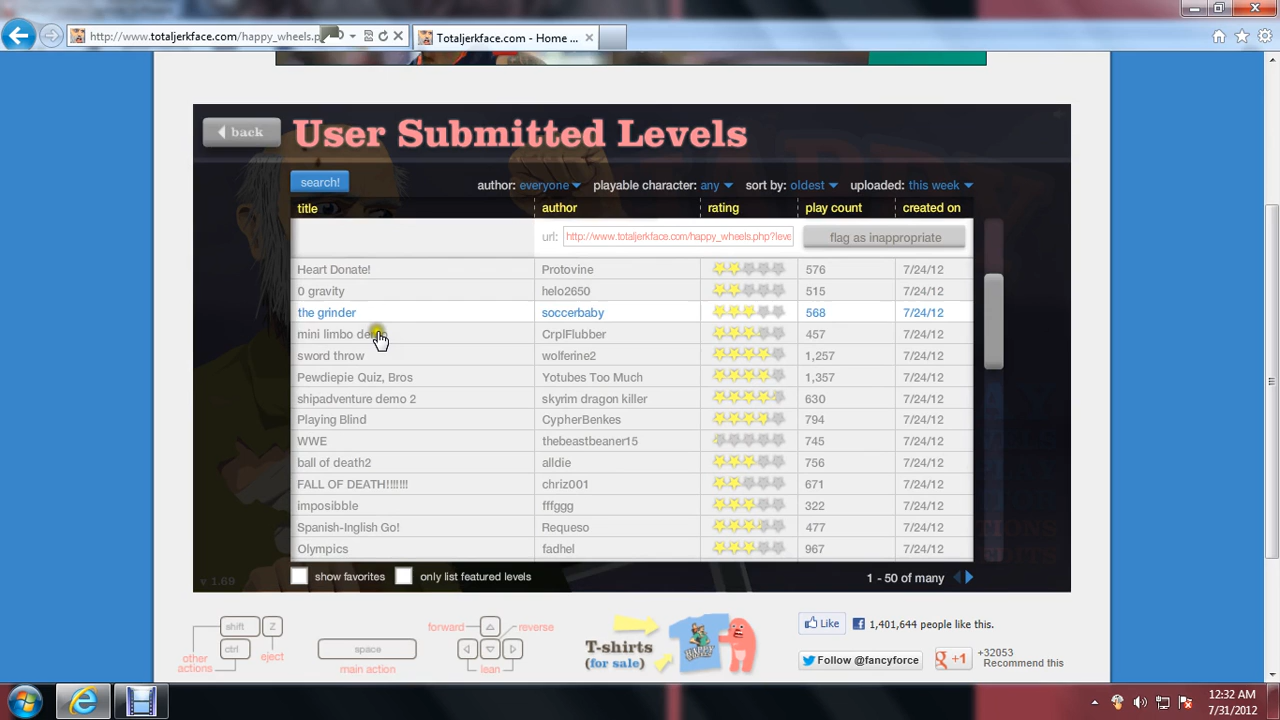 http://www.totaljerkface.com/happy_wheels.p
Totaljerkface.com - Home ...
back
User Submitted Levels
search!
author: everyone playable character: any sort by: oldest uploaded: this week
title author rating play count created on
url: http://www.totaljerkface.com/happy_wheels.php?leve flag as inappropriate
Heart Donate! Protovine 576 7/24/12
0 gravity helo2650 515 7/24/12
the grinder soccerbaby 568 7/24/12
mini limbo demo CrplFlubber 457 7/24/12
sword throw wolferine2 1,257 7/24/12
Pewdiepie Quiz, Bros Yotubes Too Much 1,357 7/24/12
shipadventure demo 2 skyrim dragon killer 630 7/24/12
Playing Blind CypherBenkes 794 7/24/12
WWE thebeastbeaner15 745 7/24/12
ball of death2 alldie 756 7/24/12
FALL OF DEATH!!!!!!! chriz001 671 7/24/12
imposibble fffggg 322 7/24/12
Spanish-Inglish Go! Requeso 477 7/24/12
Olympics fadhel 967 7/24/12
v 1.69
show favorites only list featured levels 1 - 50 of many
shift Z
ctrl
other actions
eject
space
main action
forward reverse
lean
T-shirts
(for sale)
Like 1,401,644 people like this.
Follow @fancyforce
+1 +32053
Recommend this
12:32 AM
7/31/2012